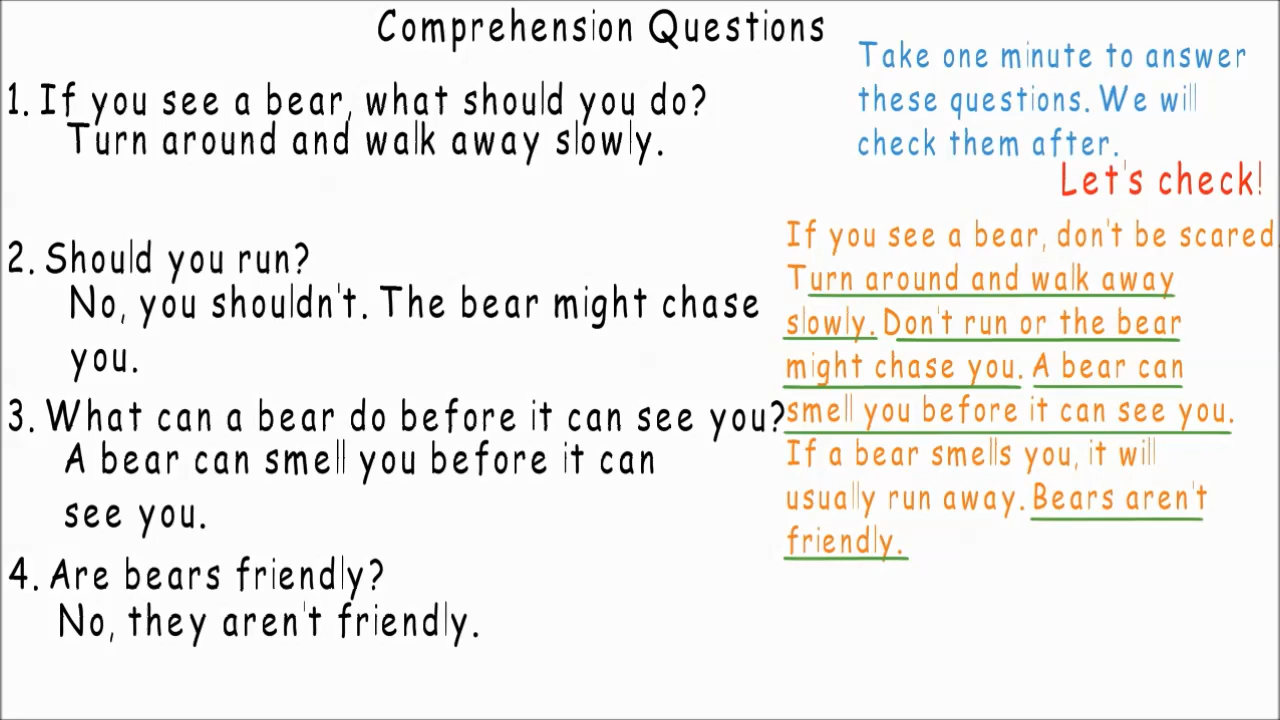 Comprehension Questions
Take one minute to answer
these questions. We will
check them after.
Let's check!
1. If you see a bear, what should you do?
Turn around and walk away slowly.
2. Should you run?
No, you shouldn't. The bear might chase
you.
3. What can a bear do before it can see you?
A bear can smell you before it can
see you.
4. Are bears friendly?
No, they aren't friendly.
If you see a bear, don't be scared
Turn around and walk away
slowly. Don't run or the bear
might chase you. A bear can
smell you before it can see you.
If a bear smells you, it will
usually run away. Bears aren't
friendly.